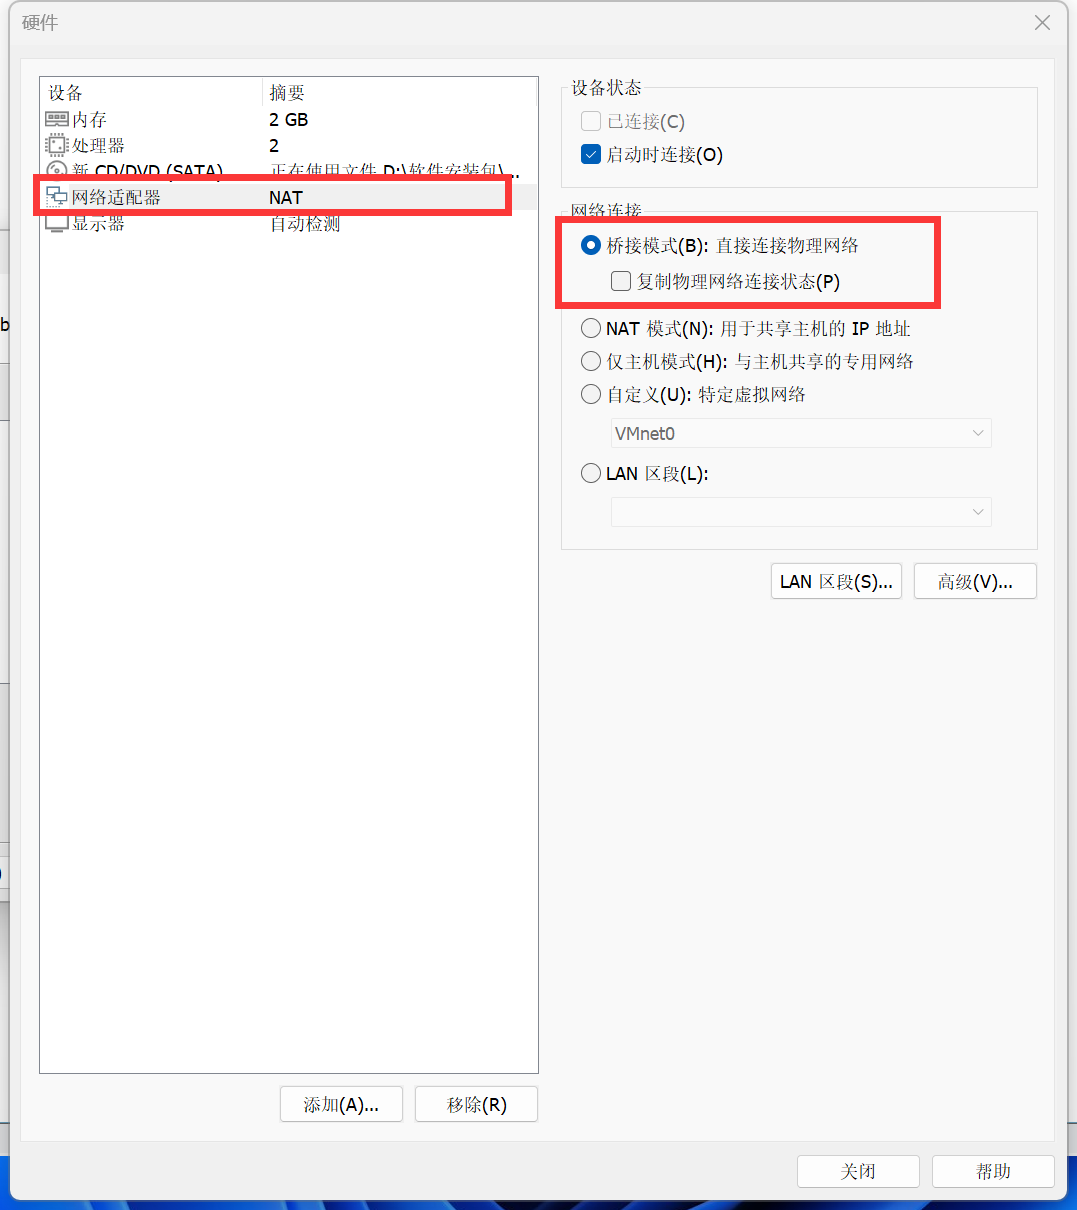 硬件
设备 摘要
内存 2 GB
处理器 2
新 CD/DVD (SATA) 正在使用文件 D:\软件安装包\...
网络适配器 NAT
显示器 自动检测
添加(A)...
移除(R)
设备状态
已连接(C)
启动时连接(O)
网络连接
桥接模式(B): 直接连接物理网络
复制物理网络连接状态(P)
NAT 模式(N): 用于共享主机的 IP 地址
仅主机模式(H): 与主机共享的专用网络
自定义(U): 特定虚拟网络
VMnet0
LAN 区段(L):
LAN 区段(S)...
高级(V)...
关闭
帮助